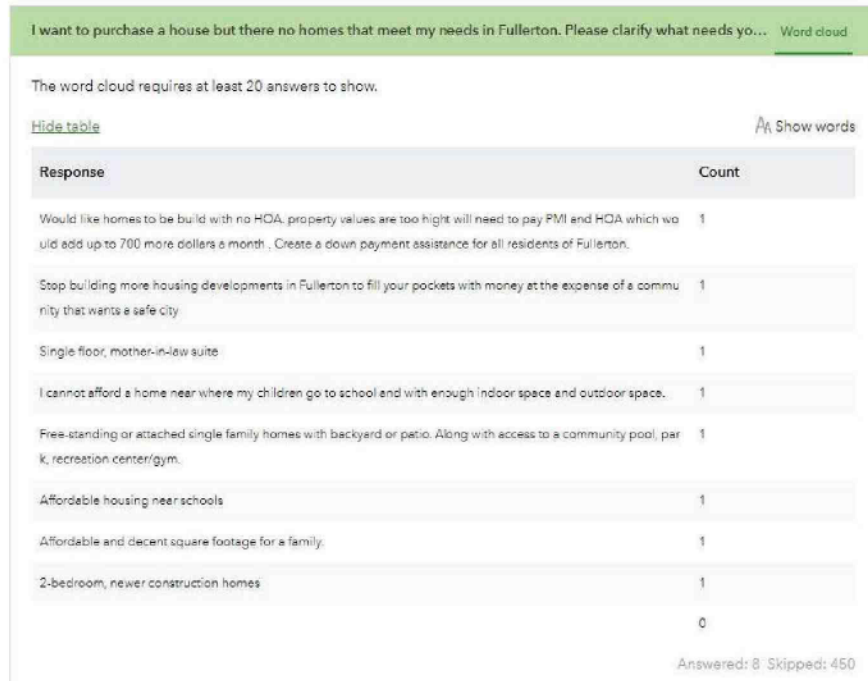 I want to purchase a house but there no homes that meet my needs in Fullerton. Please clarify what needs yo... Word cloud
The word cloud requires at least 20 answers to show.
Hide table AA Show words
Response Count
Would like homes to be build with no HOA. property values are too hight will need to pay PMI and HOA which wo 1
uld add up to 700 more dollars a month . Create a down payment assistance for all residents of Fullerton.
Stop building more housing developments in Fullerton to fill your pockets with money at the expense of a commu 1
nity that wants a safe city
Single floor, mother-in-law suite 1
I cannot afford a home near where my children go to school and with enough indoor space and outdoor space. 1
Free-standing or attached single family homes with backyard or patio. Along with access to a community pool, par 1
k, recreation center/gym.
Affordable housing near schools 1
Affordable and decent square footage for a family. 1
2-bedroom, newer construction homes 1
0
Answered: 8 Skipped: 450